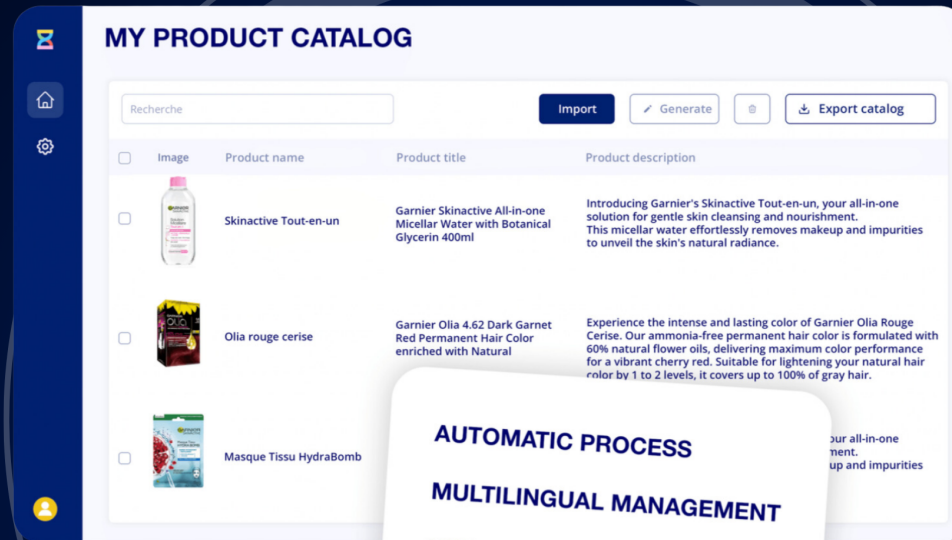 MY PRODUCT CATALOG
Recherche
Import
Generate
Export catalog
Image
Product name
Product title
Product description
Skinactive Tout-en-un
Garnier Skinactive All-in-one
Micellar Water with Botanical
Glycerin 400ml
Introducing Garnier's Skinactive Tout-en-un, your all-in-one
solution for gentle skin cleansing and nourishment.
This micellar water effortlessly removes makeup and impurities
to unveil the skin's natural radiance.
OLIA
Olia rouge cerise
Garnier Olia 4.62 Dark Garnet
Red Permanent Hair Color
enriched with Natural
Experience the intense and lasting color of Garnier Olia Rouge
Cerise. Our ammonia-free permanent hair color is formulated with
60% natural flower oils, delivering maximum color performance
for a vibrant cherry red. Suitable for lightening your natural hair
color by 1 to 2 levels, it covers up to 100% of gray hair.
Masque Tissu HydraBomb
our all-in-one
up and impurities
AUTOMATIC PROCESS
MULTILINGUAL MANAGEMENT